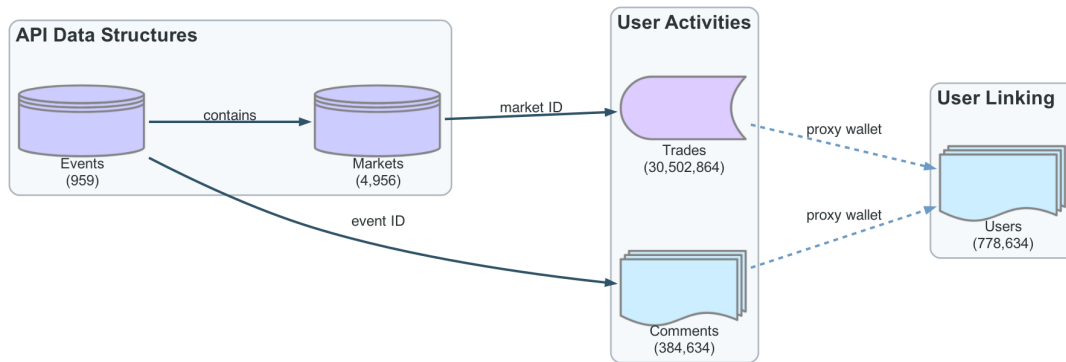 API Data Structures
Events
(959)
contains
Markets
(4,956)
market ID
event ID
User Activities
Trades
(30,502,864)
Comments
(384,634)
proxy wallet
proxy wallet
User Linking
Users
(778,634)